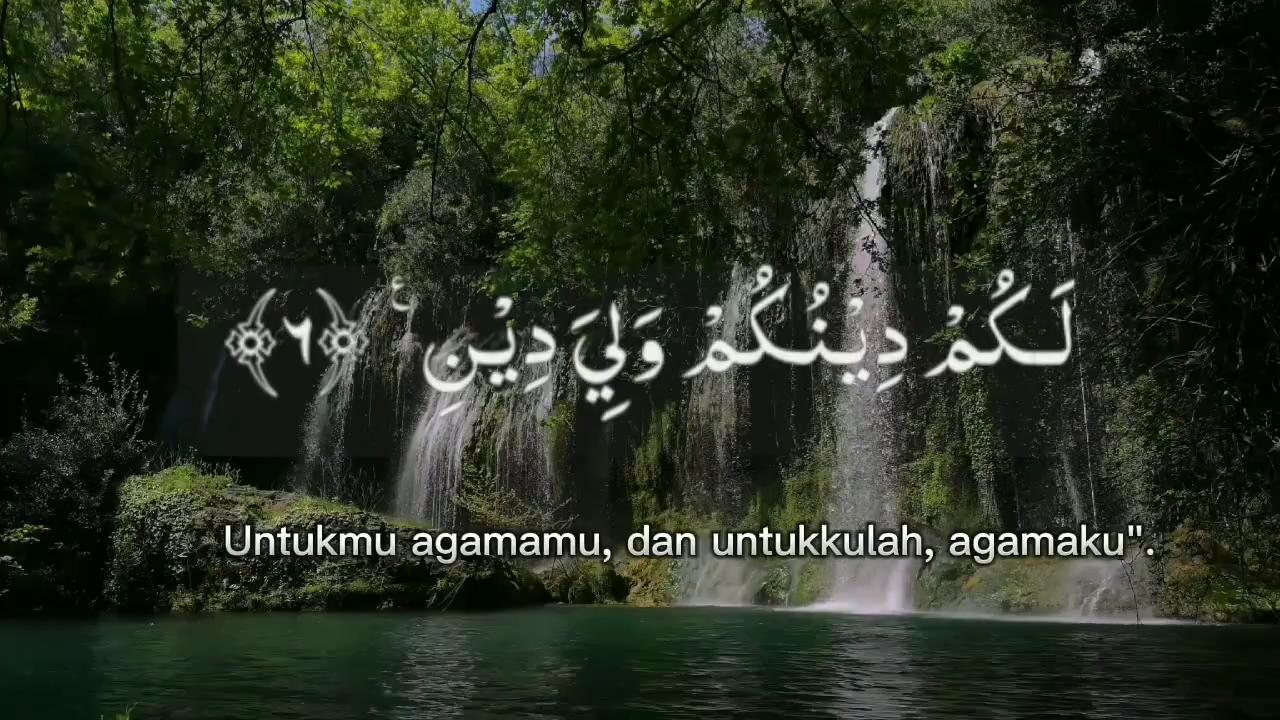 لَكُمْ دِيْنُكُمْ وَلِيَ دِيْنِ ۚ ﴿٦﴾
Untukmu agamamu, dan untukkulah, agamaku".